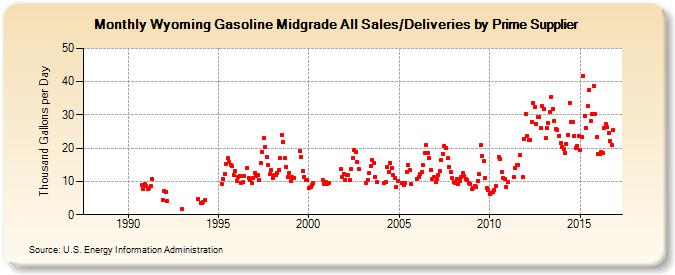 Monthly Wyoming Gasoline Midgrade All Sales/Deliveries by Prime Supplier
Thousand Gallons per Day
50
40
30
20
10
0
1990 1995 2000 2005 2010 2015
Source: U.S. Energy Information Administration